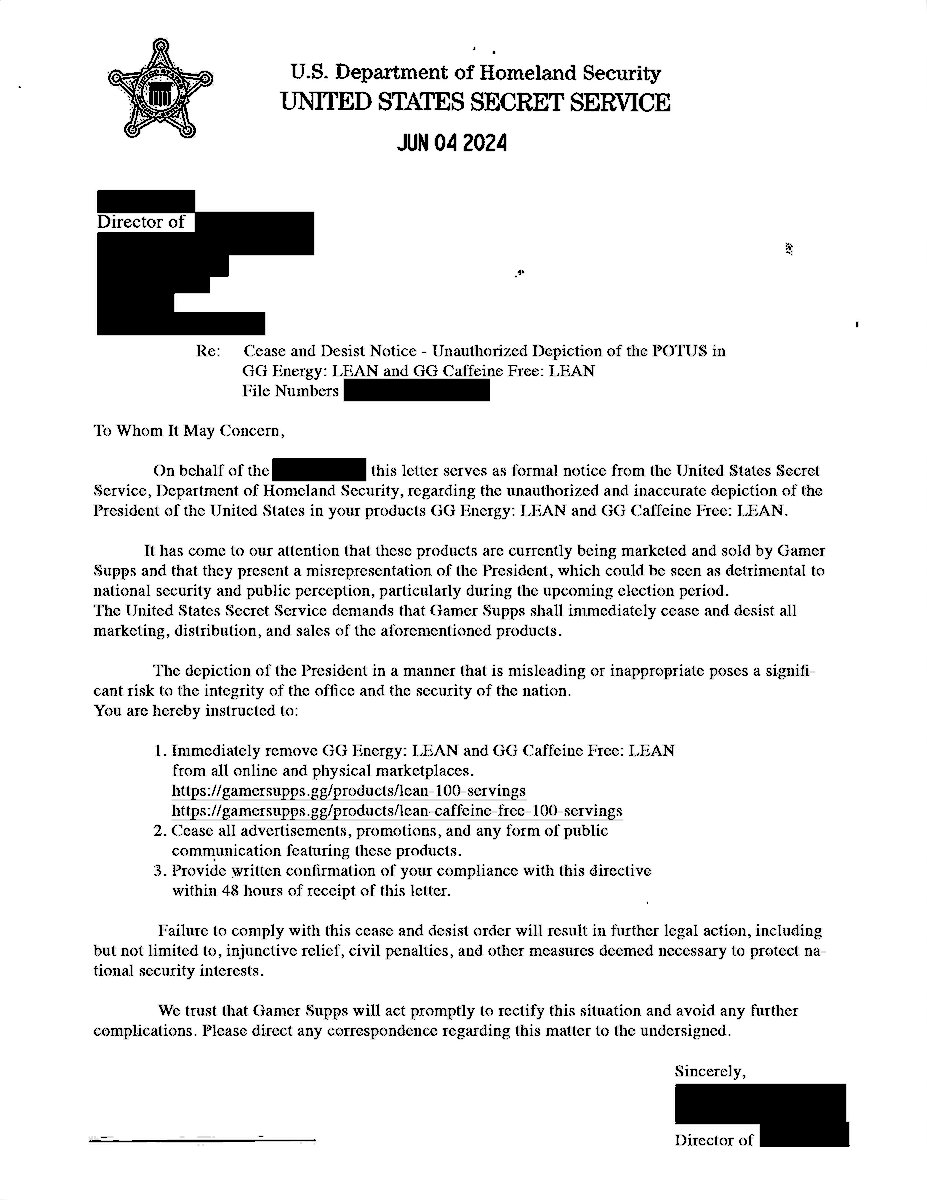 U.S. Department of Homeland Security
UNITED STATES SECRET SERVICE
JUN 04 2024
Director of
Re: Cease and Desist Notice - Unauthorized Depiction of the POTUS in
GG Energy: LEAN and GG Caffeine Free: LEAN
File Numbers
To Whom It May Concern,
On behalf of the this letter serves as formal notice from the United States Secret
Service, Department of Homeland Security, regarding the unauthorized and inaccurate depiction of the
President of the United States in your products GG Energy: LEAN and GG Caffeine Free: LEAN.
It has come to our attention that these products are currently being marketed and sold by Gamer
Supps and that they present a misrepresentation of the President, which could be seen as detrimental to
national security and public perception, particularly during the upcoming election period.
The United States Secret Service demands that Gamer Supps shall immediately cease and desist all
marketing, distribution, and sales of the aforementioned products.
The depiction of the President in a manner that is misleading or inappropriate poses a signifi-
cant risk to the integrity of the office and the security of the nation.
You are hereby instructed to:
1. Immediately remove GG Energy: LEAN and GG Caffeine Free: LEAN
from all online and physical marketplaces.
https://gamersupps.gg/products/lean-100-servings
https://gamersupps.gg/products/lean-caffeine-free-100-servings
2. Cease all advertisements, promotions, and any form of public
communication featuring these products.
3. Provide written confirmation of your compliance with this directive
within 48 hours of receipt of this letter.
Failure to comply with this cease and desist order will result in further legal action, including
but not limited to, injunctive relief, civil penalties, and other measures deemed necessary to protect na-
tional security interests.
We trust that Gamer Supps will act promptly to rectify this situation and avoid any further
complications. Please direct any correspondence regarding this matter to the undersigned.
Sincerely,
Director of